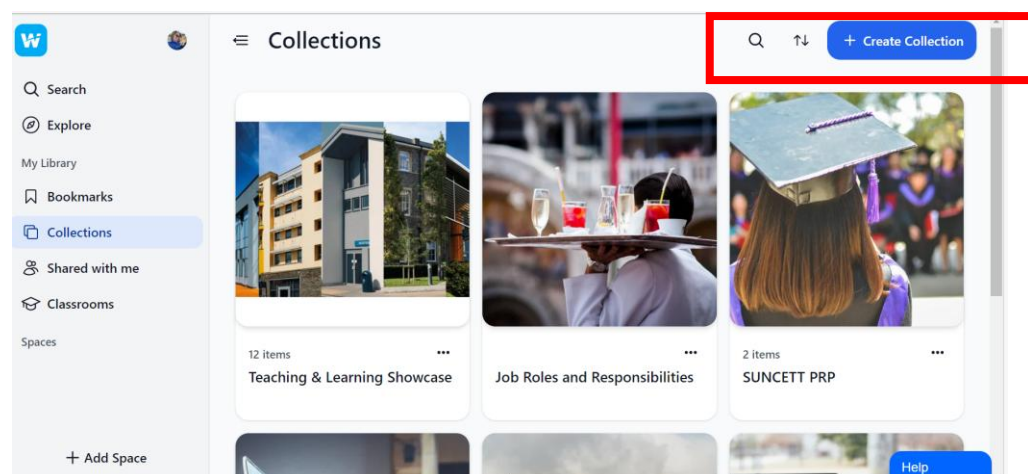 W
Collections
+ Create Collection
Search
Explore
My Library
Bookmarks
Collections
Shared with me
Classrooms
Spaces
+ Add Space
12 items
Teaching & Learning Showcase
Job Roles and Responsibilities
2 items
SUNCETT PRP
Help